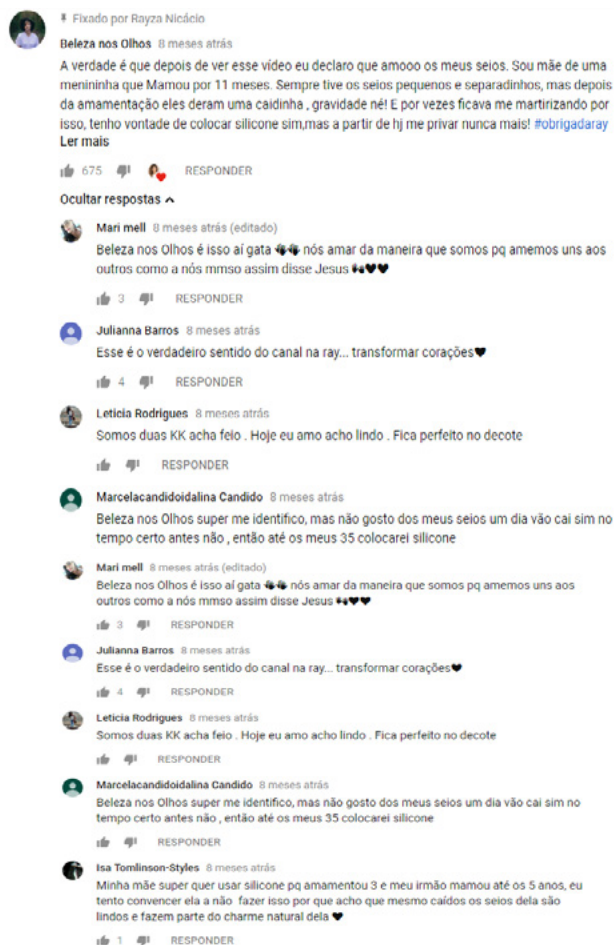 Fixado por Rayza Nicácio
Beleza nos Olhos 8 meses atrás
A verdade é que depois de ver esse vídeo eu declaro que amooo os meus seios. Sou mãe de uma
menininha que Mamou por 11 meses. Sempre tive os seios pequenos e separadinhos, mas depois
da amamentação eles deram uma caidinha , gravidade né! E por vezes ficava me martirizando por
isso, tenho vontade de colocar silicone sim,mas a partir de hj me privar nunca mais! #obrigadaray
Ler mais
675 RESPONDER
Ocultar respostas
Mari mell 8 meses atrás (editado)
Beleza nos Olhos é isso aí gata 👏👏 nós amar da maneira que somos pq amemos uns aos
outros como a nós mmso assim disse Jesus 👏♥♥
3 RESPONDER
Julianna Barros 8 meses atrás
Esse é o verdadeiro sentido do canal na ray... transformar corações♥
4 RESPONDER
Leticia Rodrigues 8 meses atrás
Somos duas KK acha feio . Hoje eu amo acho lindo . Fica perfeito no decote
RESPONDER
Marcelacandidoidalina Candido 8 meses atrás
Beleza nos Olhos super me identifico, mas não gosto dos meus seios um dia vão cai sim no
tempo certo antes não , então até os meus 35 colocarei silicone
Mari mell 8 meses atrás (editado)
Beleza nos Olhos é isso aí gata 👏👏 nós amar da maneira que somos pq amemos uns aos
outros como a nós mmso assim disse Jesus 👏♥♥
3 RESPONDER
Julianna Barros 8 meses atrás
Esse é o verdadeiro sentido do canal na ray... transformar corações♥
4 RESPONDER
Leticia Rodrigues 8 meses atrás
Somos duas KK acha feio . Hoje eu amo acho lindo . Fica perfeito no decote
RESPONDER
Marcelacandidoidalina Candido 8 meses atrás
Beleza nos Olhos super me identifico, mas não gosto dos meus seios um dia vão cai sim no
tempo certo antes não , então até os meus 35 colocarei silicone
RESPONDER
Isa Tomlinson-Styles 8 meses atrás
Minha mãe super quer usar silicone pq amamentou 3 e meu irmão mamou até os 5 anos, eu
tento convencer ela a não fazer isso por que acho que mesmo caídos os seios dela são
lindos e fazem parte do charme natural dela ♥
1 RESPONDER